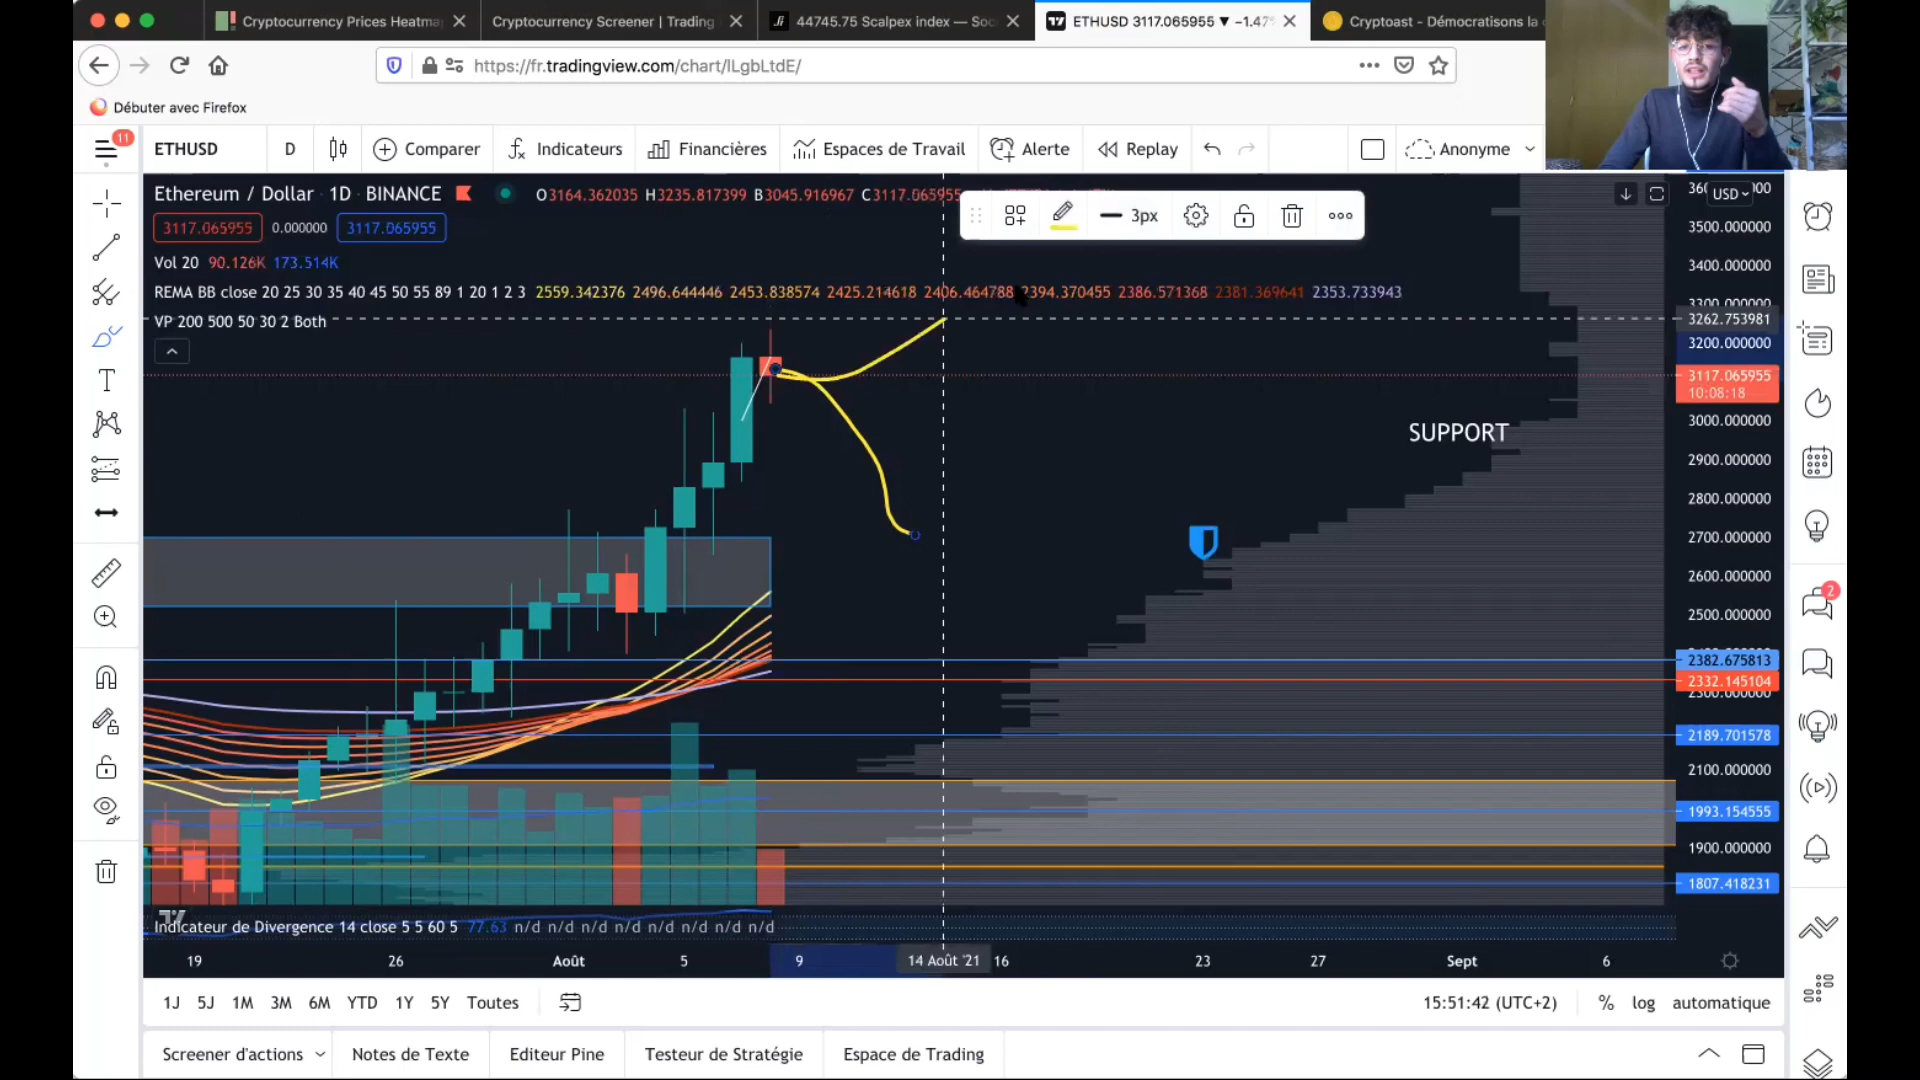 Cryptocurrency Prices Heatma
Cryptocurrency Screener | Trading
44745.75 Scalpex index — Soc
ETHUSD 3117.065955 ▼ −1.47%
Cryptoast - Démocratisons la c
https://fr.tradingview.com/chart/lLgbLtdE/
Débuter avec Firefox
11
ETHUSD
D
Comparer
Indicateurs
Financières
Espaces de Travail
Alerte
Replay
Anonyme
Ethereum / Dollar 1D BINANCE
O3164.362035 H3235.817399 B3045.916967 C3117.065955
3117.065955 0.000000 3117.065955
3px
USD
Vol 20 90.126K 173.514K
REMA BB close 20 25 30 35 40 45 50 55 89 1 20 1 2 3 2559.342376 2496.644446 2453.838574 2425.214618 2406.464788 2394.370455 2386.571368 2381.369641 2353.733943
VP 200 500 50 30 2 Both
3500.000000
3400.000000
3300.000000
3262.753981
3200.000000
3117.065955
10:08:18
3000.000000
SUPPORT
2900.000000
2800.000000
2700.000000
2600.000000
2500.000000
2382.675813
2332.145104
2300.000000
2189.701578
2100.000000
1993.154555
1900.000000
1807.418231
2
Indicateur de Divergence 14 close 5 5 60 5 77.63 n/d n/d n/d n/d n/d n/d n/d n/d
19 26 Août 5 9 14 Août '21 16 23 27 Sept 6
1J 5J 1M 3M 6M YTD 1Y 5Y Toutes
15:51:42 (UTC+2) % log automatique
Screener d'actions
Notes de Texte
Editeur Pine
Testeur de Stratégie
Espace de Trading